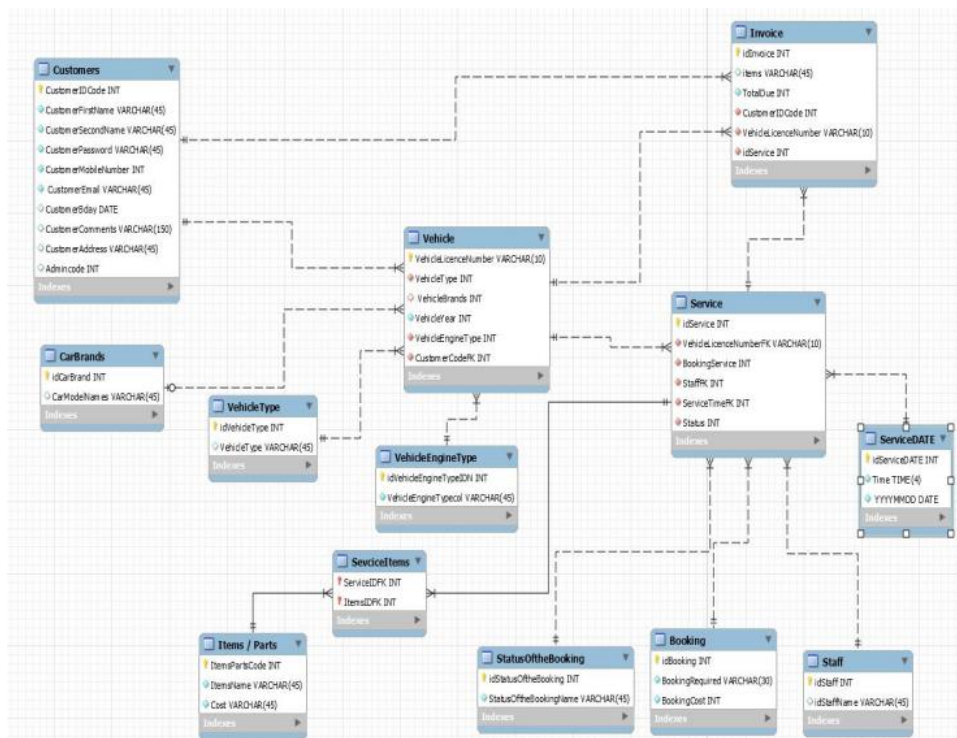 Invoice
idInvoice INT
items VARCHAR(45)
TotalDue INT
CustomerIDCode INT
VehicleLicenceNumber VARCHAR(10)
idService INT
Indexes
Customers
CustomerIDCode INT
CustomerFirstName VARCHAR(45)
CustomerSecondName VARCHAR(45)
CustomerPassword VARCHAR(45)
CustomerMobileNumber INT
CustomerEmail VARCHAR(45)
CustomerBday DATE
CustomerComments VARCHAR(150)
CustomerAddress VARCHAR(45)
Admincode INT
Indexes
Vehicle
VehicleLicenceNumber VARCHAR(10)
VehicleType INT
VehicleBrands INT
VehicleYear INT
VehicleEngineType INT
CustomerCodeFK INT
Indexes
Service
idService INT
VehicleLicenceNumberFK VARCHAR(10)
BookingService INT
StaffFK INT
ServiceTimeFK INT
Status INT
Indexes
CarBrands
idCarBrand INT
CarModelNames VARCHAR(45)
Indexes
VehicleType
idVehicleType INT
VehicleType VARCHAR(45)
Indexes
VehicleEngineType
idVehicleEngineTypeIDN INT
VehicleEngineTypecol VARCHAR(45)
Indexes
ServiceDATE
idServiceDATE INT
Time TIME(4)
YYYYMMDD DATE
Indexes
SevciceItems
ServiceIDFK INT
ItemsIDFK INT
Indexes
Items / Parts
ItemsPartsCode INT
ItemsName VARCHAR(45)
Cost VARCHAR(45)
Indexes
StatusOftheBooking
idStatusOftheBooking INT
StatusOftheBookingName VARCHAR(45)
Indexes
Booking
idBooking INT
BookingRequired VARCHAR(30)
BookingCost INT
Indexes
Staff
idStaff INT
idStaffName VARCHAR(45)
Indexes